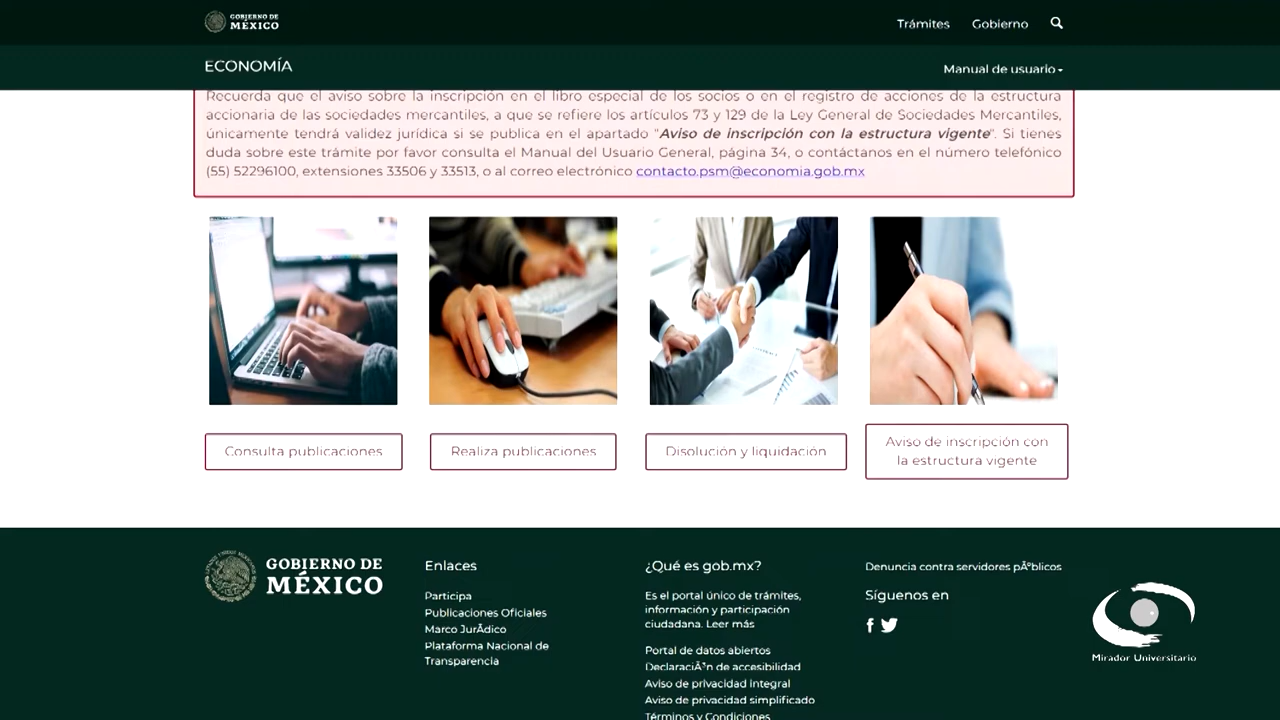 GOBIERNO DE
MÉXICO
Trámites
Gobierno
ECONOMÍA
Manual de usuario
Recuerda que el aviso sobre la inscripción en el libro especial de los socios o en el registro de acciones de la estructura
accionaria de las sociedades mercantiles, a que se refiere los artículos 73 y 129 de la Ley General de Sociedades Mercantiles,
únicamente tendrá validez jurídica si se publica en el apartado "Aviso de inscripción con la estructura vigente". Si tienes
duda sobre este trámite por favor consulta el Manual del Usuario General, página 34, o contáctanos en el número telefónico
(55) 52296100, extensiones 33506 y 33513, o al correo electrónico contacto.psm@economia.gob.mx
Consulta publicaciones
Realiza publicaciones
Disolución y liquidación
Aviso de inscripción con
la estructura vigente
GOBIERNO DE
MÉXICO
Enlaces
Participa
Publicaciones Oficiales
Marco JurÃdico
Plataforma Nacional de
Transparencia
¿Qué es gob.mx?
Es el portal único de trámites,
información y participación
ciudadana. Leer más
Portal de datos abiertos
DeclaraciÃ³n de accesibilidad
Aviso de privacidad integral
Aviso de privacidad simplificado
Términos y Condiciones
Denuncia contra servidores pÃºblicos
Síguenos en
Mirador Universitario